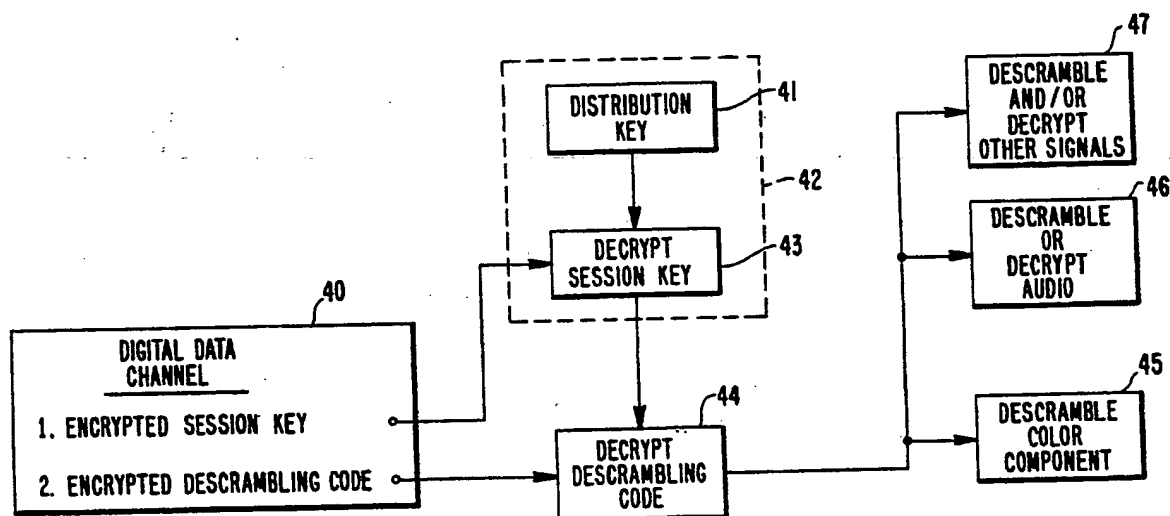 47
DESCRAMBLE
AND/OR
DECRYPT
OTHER SIGNALS
41
DISTRIBUTION
KEY
42
46
DESCRAMBLE
OR
DECRYPT
AUDIO
43
DECRYPT
SESSION KEY
40
DIGITAL DATA
CHANNEL
1. ENCRYPTED SESSION KEY
2. ENCRYPTED DESCRAMBLING CODE
44
DECRYPT
DESCRAMBLING
CODE
45
DESCRAMBLE
COLOR
COMPONENT